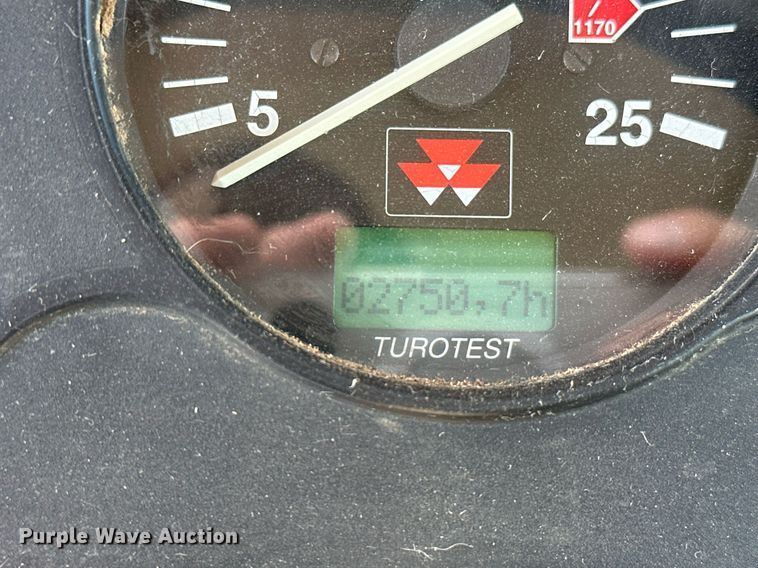 1170
5
25
02750,7h
TUROTEST
Purple Wave Auction